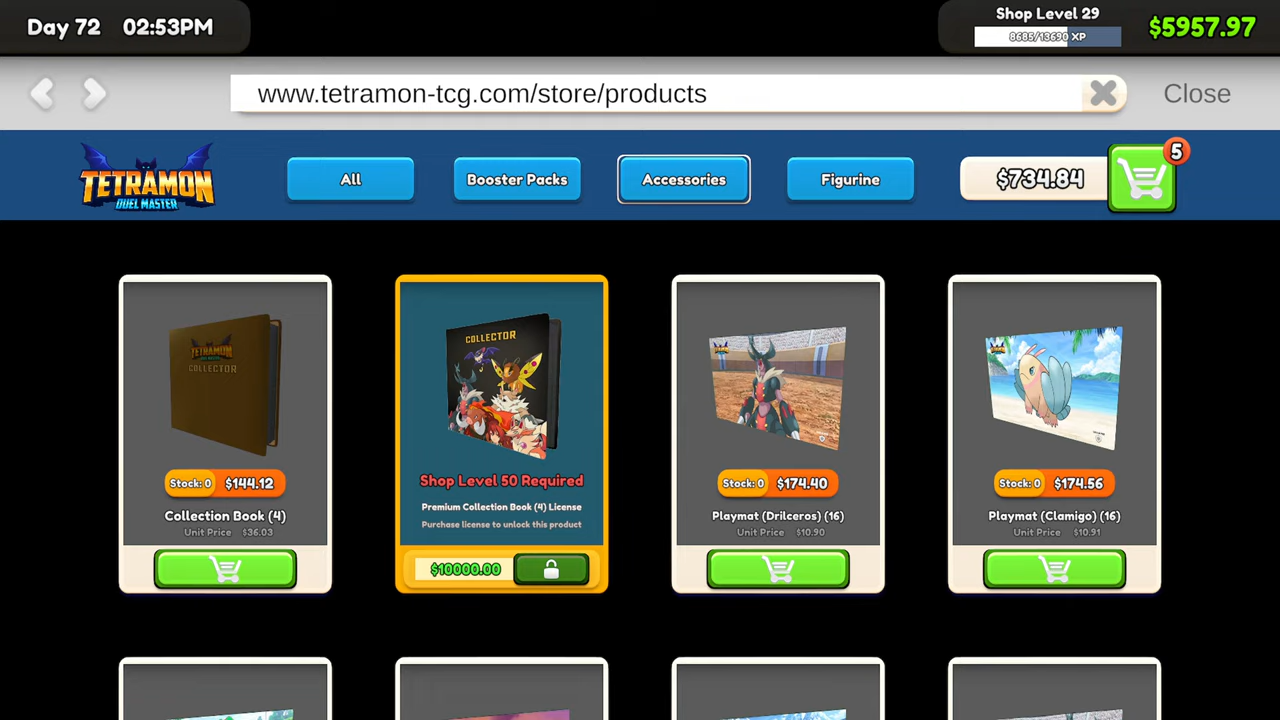 Day 72 02:53PM
Shop Level 29
8685/13690 XP
$5957.97
www.tetramon-tcg.com/store/products
Close
TETRAMON
DUEL MASTER
All
Booster Packs
Accessories
Figurine
$734.84
5
TETRAMON
COLLECTOR
Stock: 0 $144.12
Collection Book (4)
Unit Price $36.03
COLLECTOR
Shop Level 50 Required
Premium Collection Book (4) License
Purchase license to unlock this product
$10000.00
Stock: 0 $174.40
Playmat (Drilceros) (16)
Unit Price $10.90
Stock: 0 $174.56
Playmat (Clamigo) (16)
Unit Price $10.91